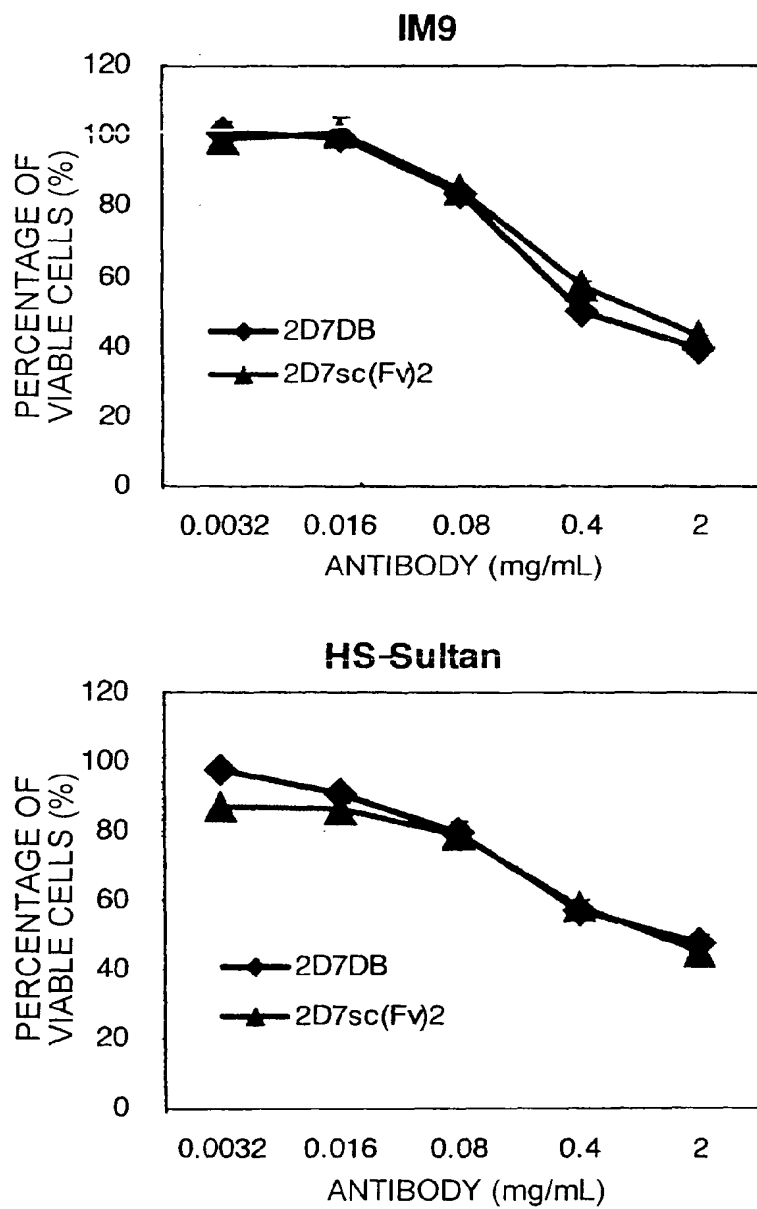 IM9
120
100
80
60
40
20
0
PERCENTAGE OF
VIABLE CELLS (%)
2D7DB
2D7sc(Fv)2
0.0032 0.016 0.08 0.4 2
ANTIBODY (mg/mL)
HS-Sultan
120
100
80
60
40
20
0
PERCENTAGE OF
VIABLE CELLS (%)
2D7DB
2D7sc(Fv)2
0.0032 0.016 0.08 0.4 2
ANTIBODY (mg/mL)